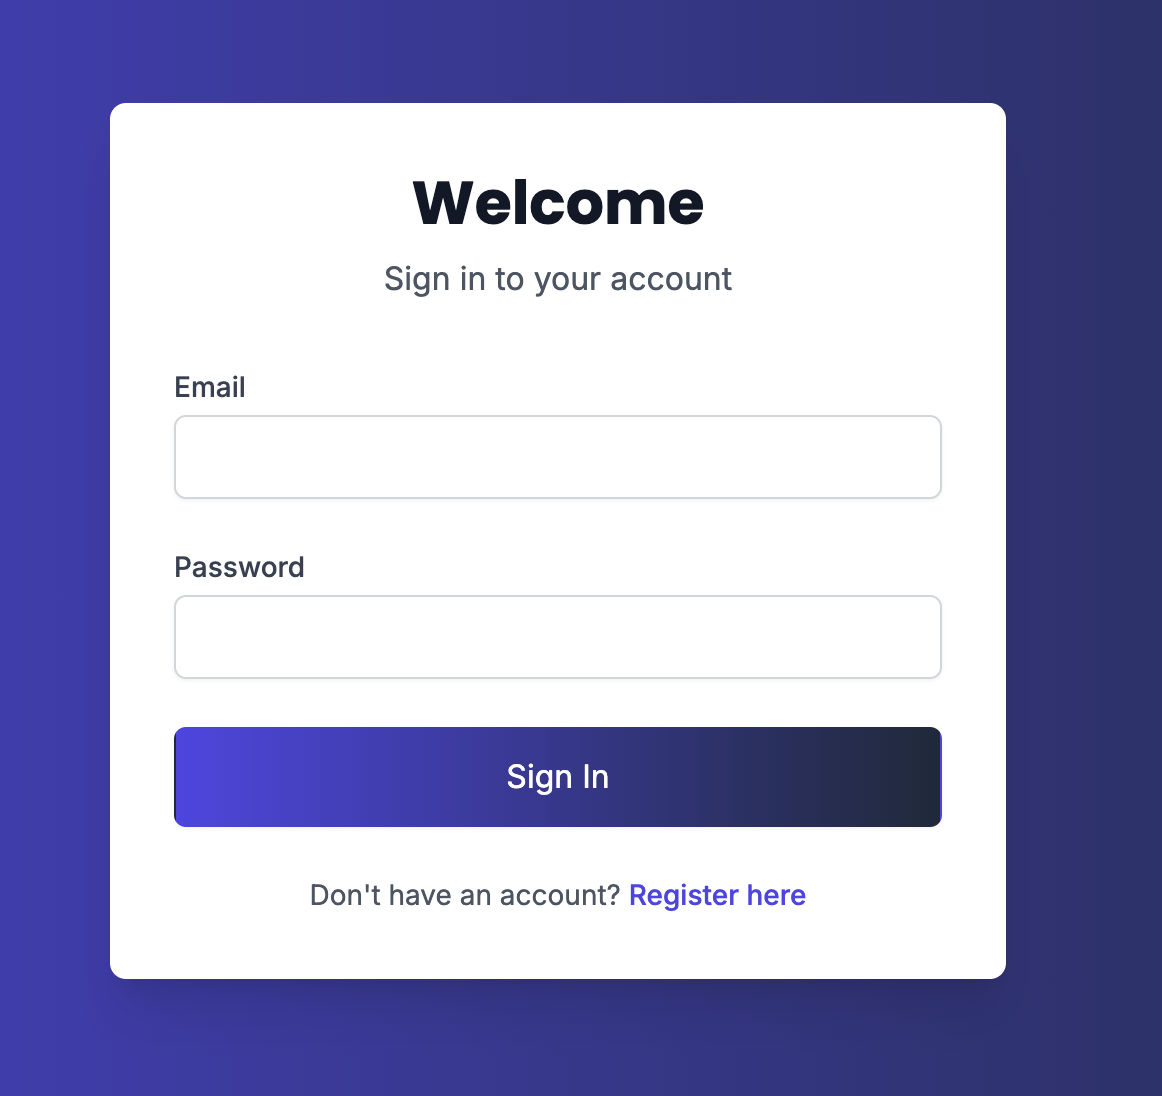 Welcome
Sign in to your account
Email
Password
Sign In
Don't have an account? Register here